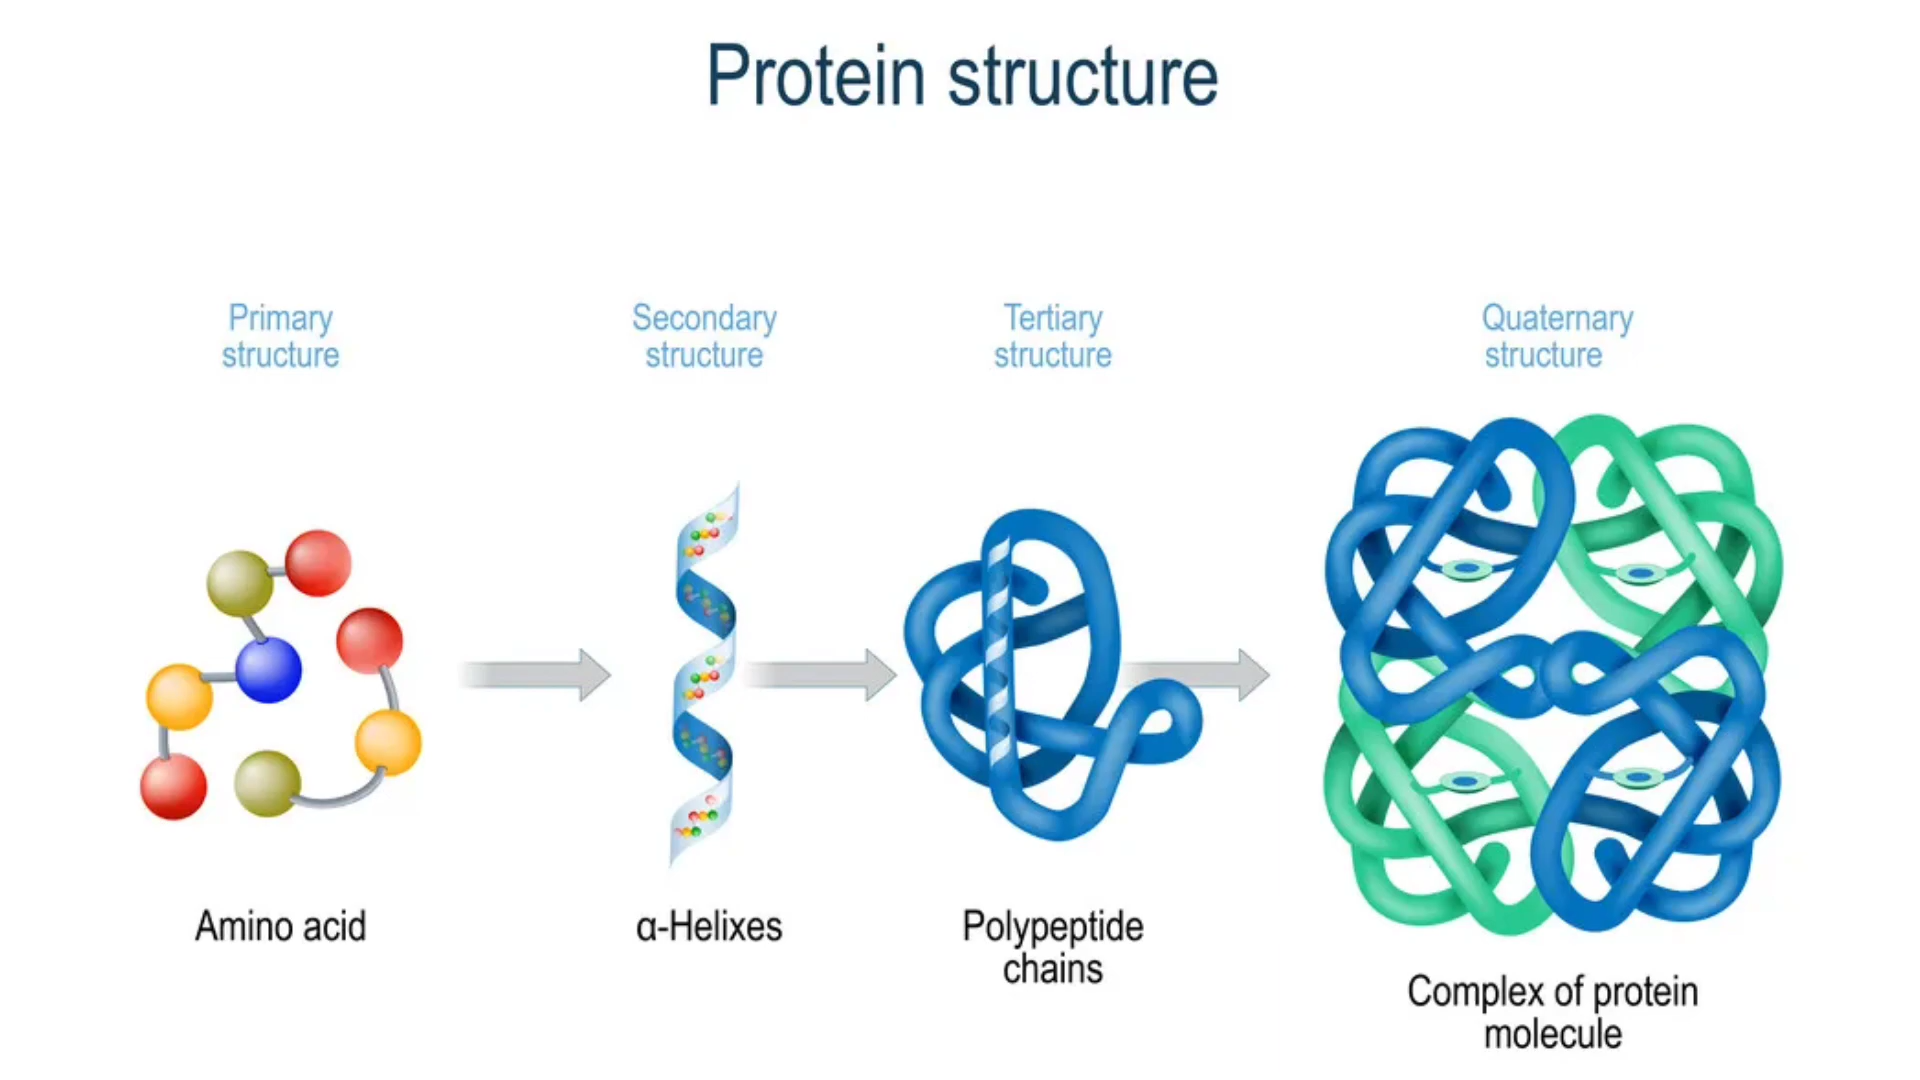 Protein structure
Primary
structure
Secondary
structure
Tertiary
structure
Quaternary
structure
Amino acid
α-Helixes
Polypeptide
chains
Complex of protein
molecule